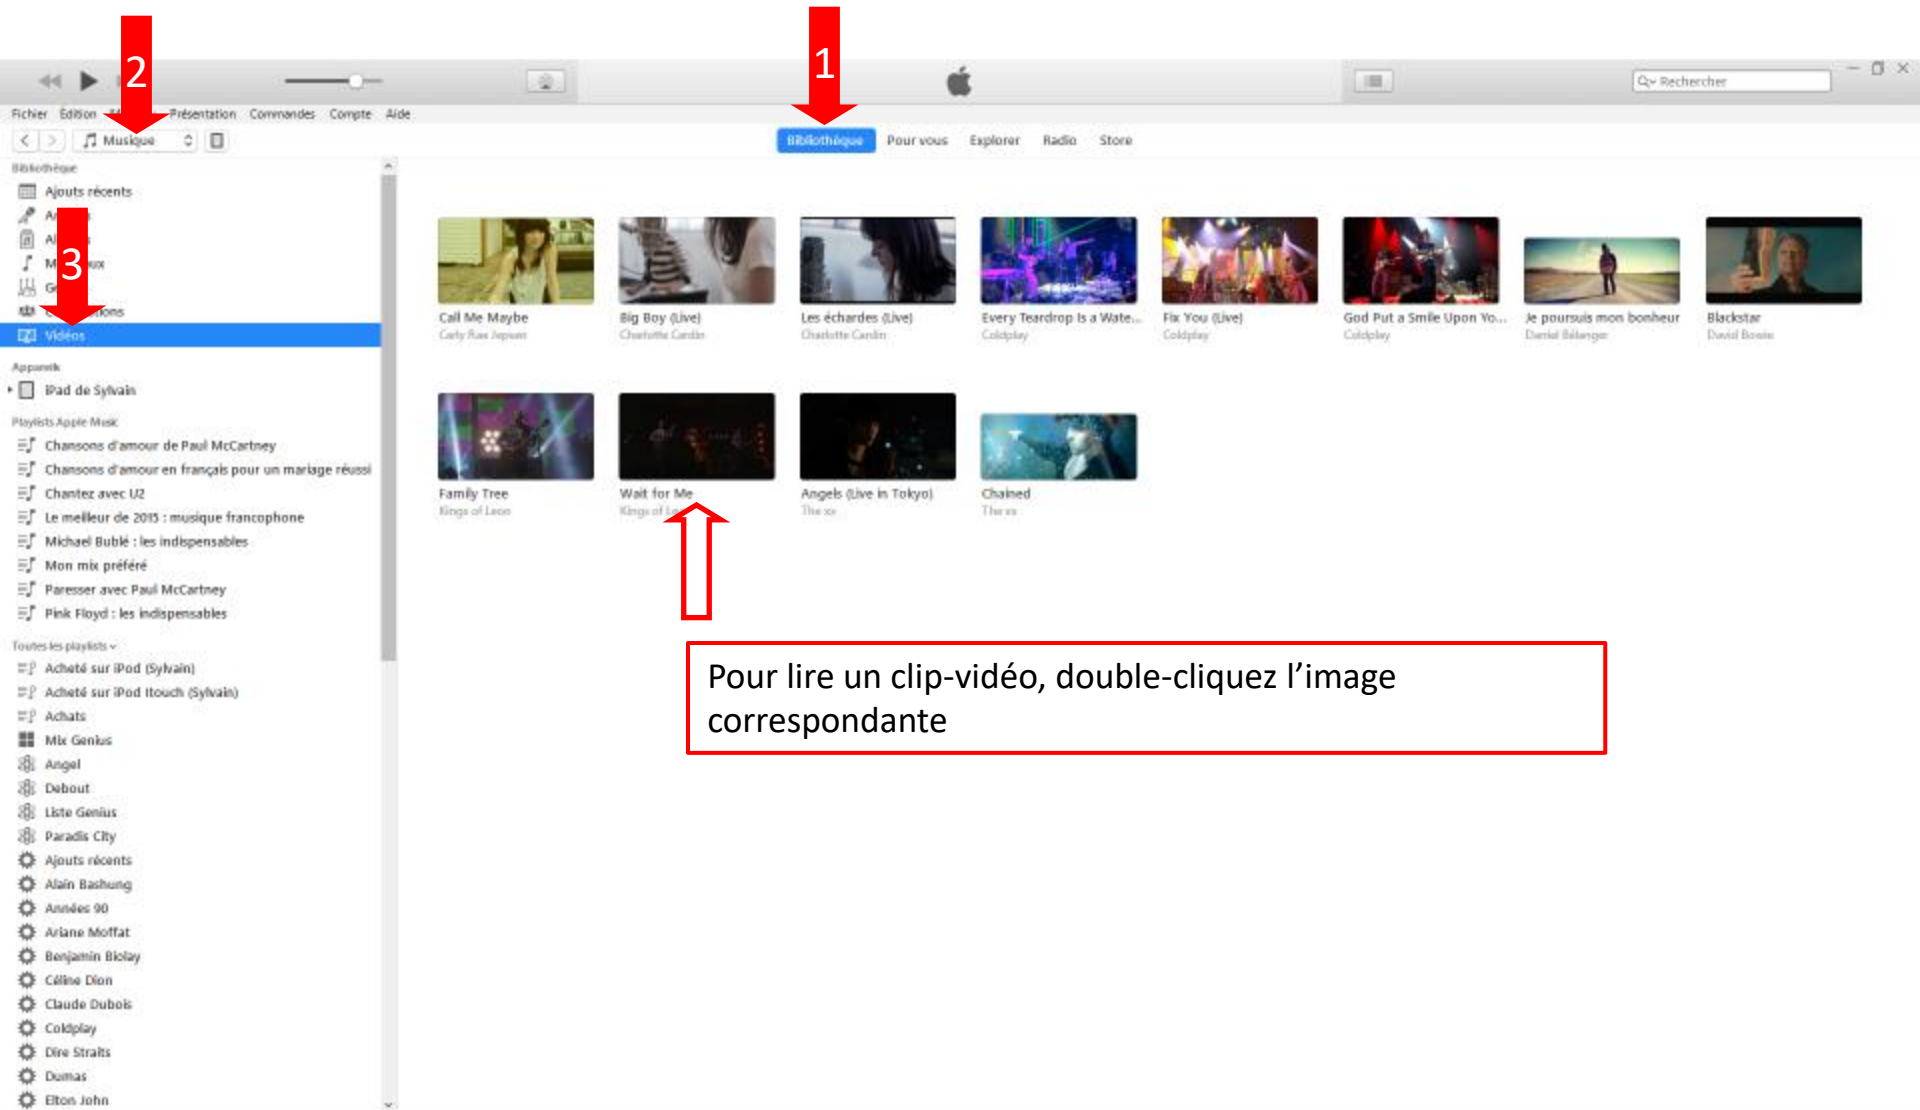 2
1
Rechercher
Fichier Édition Présentation Commandes Compte Aide
Musique
Bibliothèque Pour vous Explorer Radio Store
Bibliothèque
Ajouts récents
3
Vidéos
Appareils
iPad de Sylvain
Playlists Apple Music
Chansons d'amour de Paul McCartney
Chansons d'amour en français pour un mariage réussi
Chantez avec U2
Le meilleur de 2015 : musique francophone
Michael Bublé : les indispensables
Mon mix préféré
Paresser avec Paul McCartney
Pink Floyd : les indispensables
Toutes les playlists
Acheté sur iPod (Sylvain)
Acheté sur iPod Itouch (Sylvain)
Achats
Mix Genius
Angel
Debout
Liste Genius
Paradis City
Ajouts récents
Alain Bashung
Années 90
Ariane Moffat
Benjamin Biolay
Céline Dion
Claude Dubois
Coldplay
Dire Straits
Dumas
Elton John
Call Me Maybe
Carly Rae Jepsen
Big Boy (Live)
Charlotte Cardin
Les échardes (Live)
Charlotte Cardin
Every Teardrop Is a Wate...
Coldplay
Fix You (Live)
Coldplay
God Put a Smile Upon Yo...
Coldplay
Je poursuis mon bonheur
Daniel Bélanger
Blackstar
David Bowie
Family Tree
Kings of Leon
Wait for Me
Kings of
Angels (Live in Tokyo)
The xx
Chained
The xx
Pour lire un clip-vidéo, double-cliquez l’image
correspondante